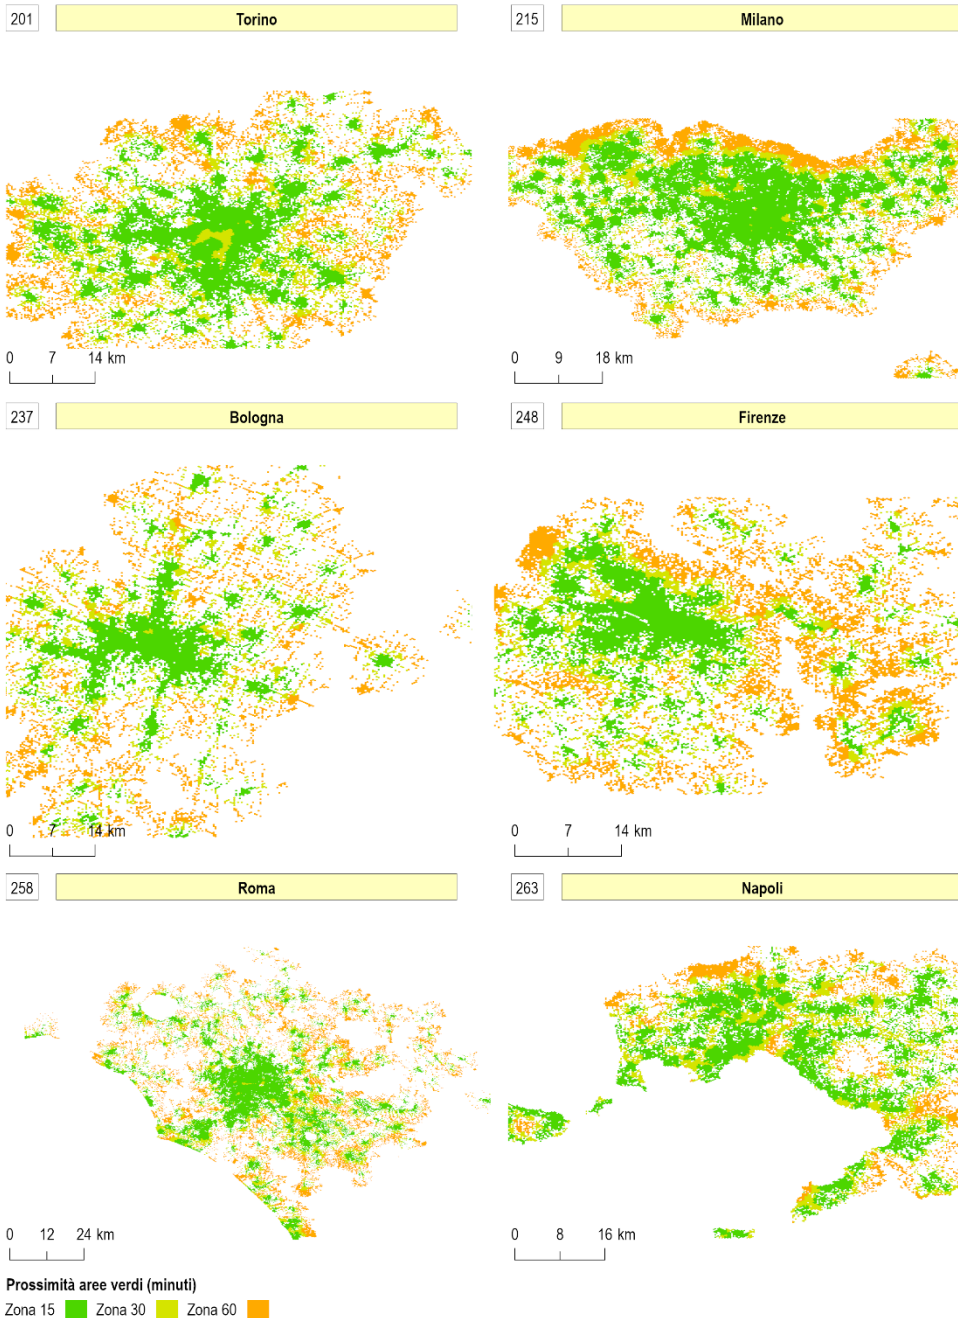 201 Torino 215 Milano
0 7 14 km 0 9 18 km
237 Bologna 248 Firenze
0 7 14 km 0 7 14 km
258 Roma 263 Napoli
0 12 24 km 0 8 16 km
Prossimità aree verdi (minuti)
Zona 15 Zona 30 Zona 60